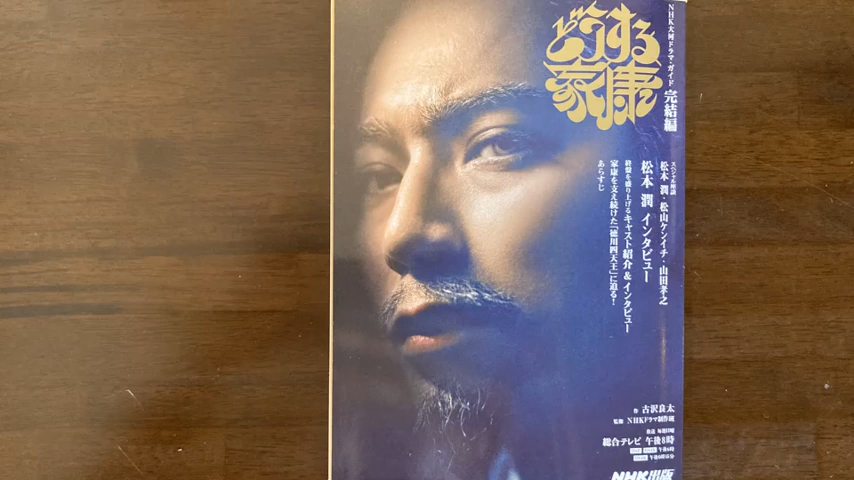 NHK大河ドラマ・ガイド 完結編
どうする
家康
スペシャル座談
松本 潤・松山ケンイチ・山田孝之
松本 潤 インタビュー
終盤を盛り上げるキャスト紹介＆インタビュー
家康を支え続けた「徳川四天王」に迫る！
あらすじ
作 古沢良太
監修 NHKドラマ制作班
放送 毎週日曜
総合テレビ 午後8時
NHK出版